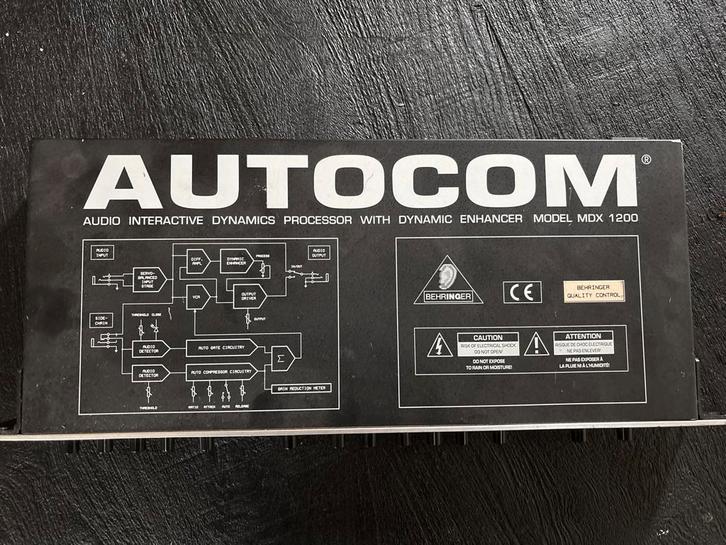 AUTOCOM®
AUDIO INTERACTIVE DYNAMICS PROCESSOR WITH DYNAMIC ENHANCER MODEL MDX 1200
AUDIO INPUT
SERVO-BALANCED INPUT STAGE
DIFF. AMPL
DYNAMIC ENHANCER
PROCESS
AUDIO OUTPUT
IN/OUT
VCA
OUTPUT DRIVER
OUTPUT
SIDE-CHAIN
THRESHOLD CLOSE
AUDIO DETECTOR
AUTO GATE CIRCUITRY
Σ
AUDIO DETECTOR
AUTO COMPRESSOR CIRCUITRY
GAIN REDUCTION METER
THRESHOLD
RATIO ATTACK AUTO RELEASE
BEHRINGER
CE
BEHRINGER
QUALITY CONTROL
CAUTION
RISK OF ELECTRICAL SHOCK
DO NOT OPEN!
DO NOT EXPOSE
TO RAIN OR MOISTURE!
ATTENTION
RISQUE DE CHOC ELECTRIQUE
NE PAS ENLEVER!
NE PAS EXPOSER À
LA PLUIE NI À L'HUMIDITÉ!